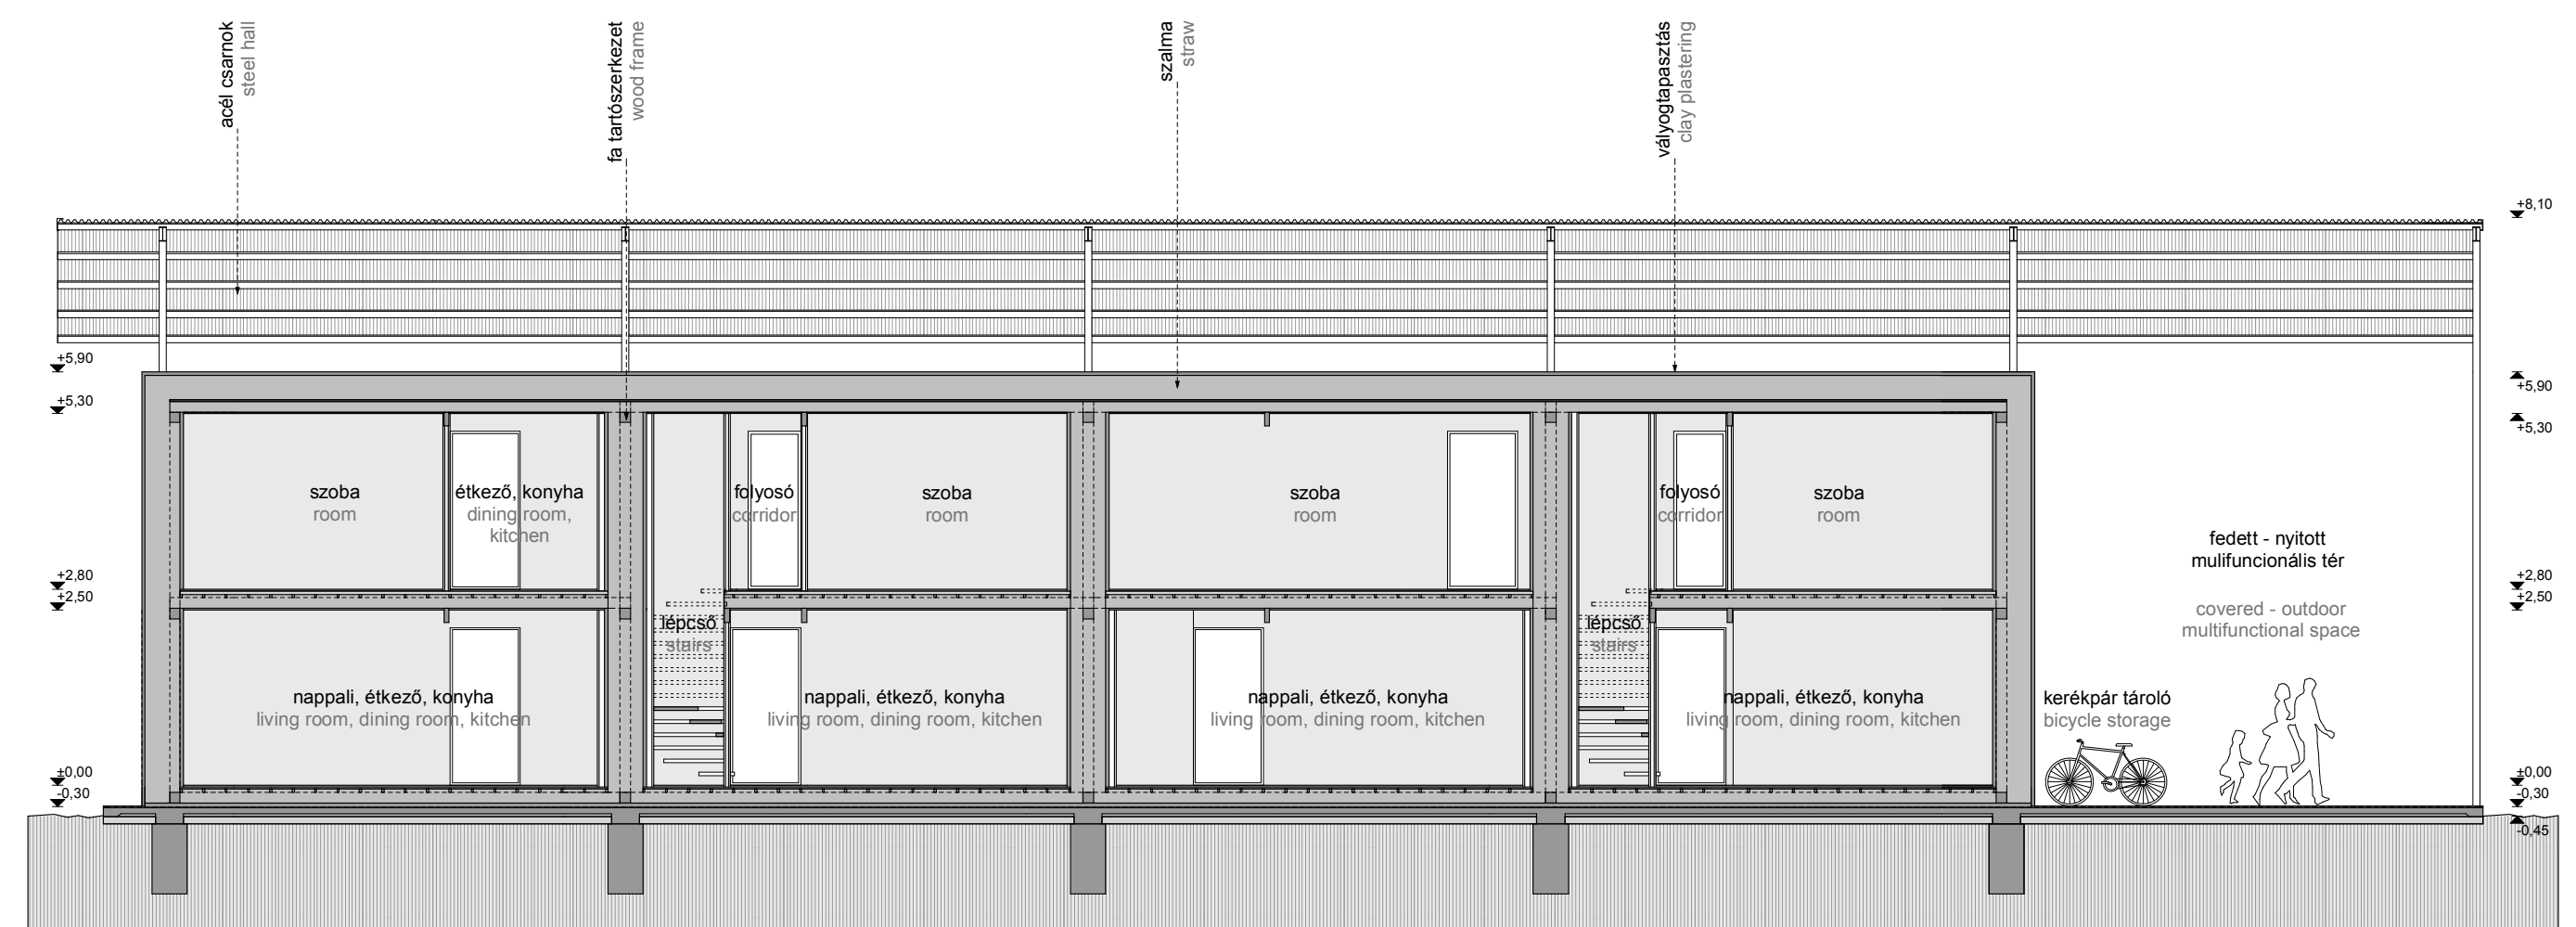 acél csarnok
steel hall
fa tartószerkezet
wood frame
szalma
straw
vályogtapasztás
clay plastering
+8,10
+5,90
+5,30
+5,90
+5,30
szoba
room
étkező, konyha
dining room,
kitchen
folyosó
corridor
szoba
room
szoba
room
folyosó
corridor
szoba
room
fedett - nyitott
mulifuncionális tér
covered - outdoor
multifunctional space
+2,80
+2,50
+2,80
+2,50
lépcső
stairs
lépcső
stairs
nappali, étkező, konyha
living room, dining room, kitchen
nappali, étkező, konyha
living room, dining room, kitchen
nappali, étkező, konyha
living room, dining room, kitchen
nappali, étkező, konyha
living room, dining room, kitchen
kerékpár tároló
bicycle storage
±0,00
-0,30
±0,00
-0,30
-0,45